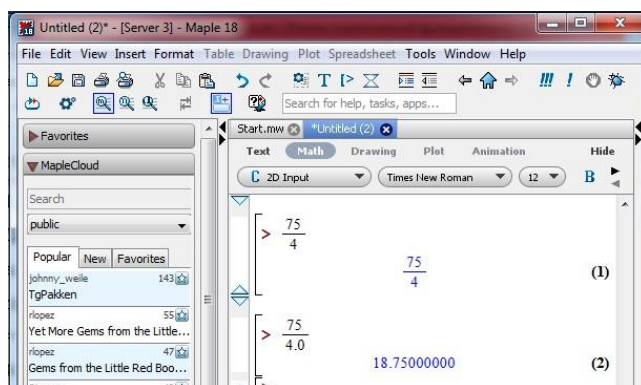 Untitled (2)* - [Server 3] - Maple 18
File Edit View Insert Format Table Drawing Plot Spreadsheet Tools Window Help
Search for help, tasks, apps...
Favorites
MapleCloud
Search
public
Popular New Favorites
johnny_weile 143
TgPakken
rlopez 55
Yet More Gems from the Little...
rlopez 47
Gems from the Little Red Boo...
Start.mw *Untitled (2)
Text Math Drawing Plot Animation Hide
C 2D Input Times New Roman 12 B
> 75
4
75
4
(1)
> 75
4.0
18.75000000 (2)